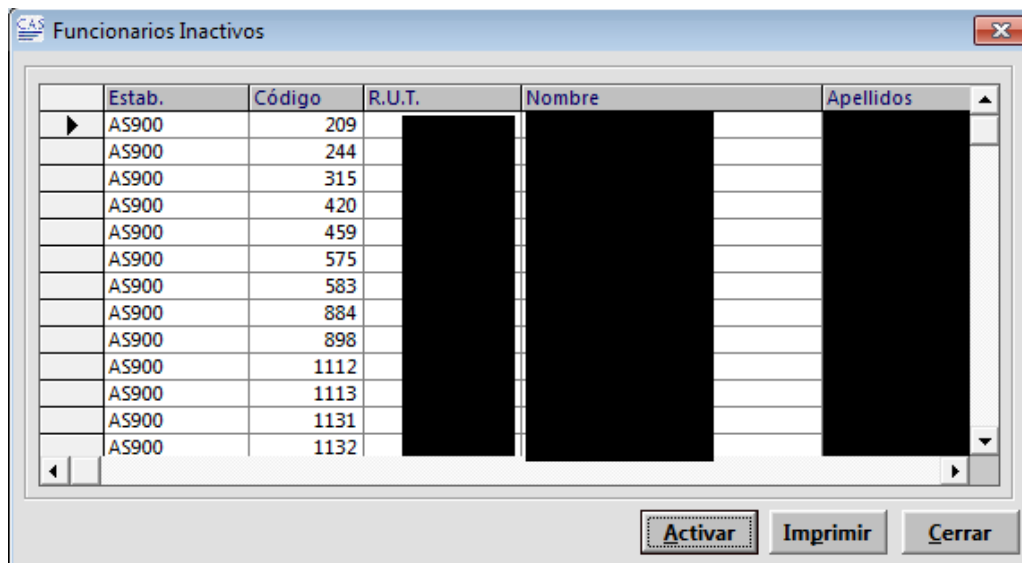 CAS Funcionarios Inactivos
Estab. Código R.U.T. Nombre Apellidos
AS900 209
AS900 244
AS900 315
AS900 420
AS900 459
AS900 575
AS900 583
AS900 884
AS900 898
AS900 1112
AS900 1113
AS900 1131
AS900 1132
Activar Imprimir Cerrar